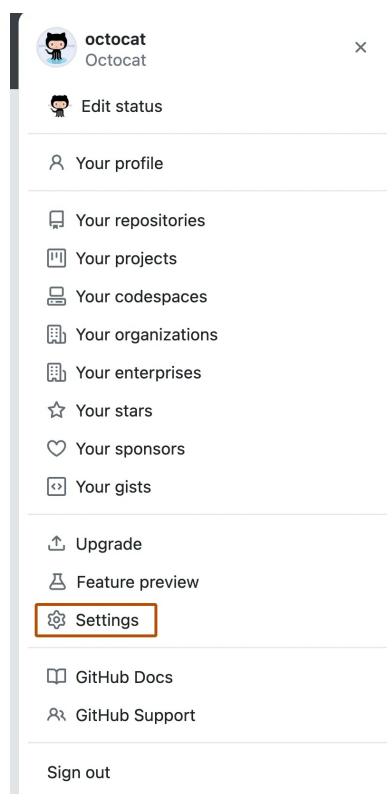 octocat
Octocat
Edit status
Your profile
Your repositories
Your projects
Your codespaces
Your organizations
Your enterprises
Your stars
Your sponsors
Your gists
Upgrade
Feature preview
Settings
GitHub Docs
GitHub Support
Sign out